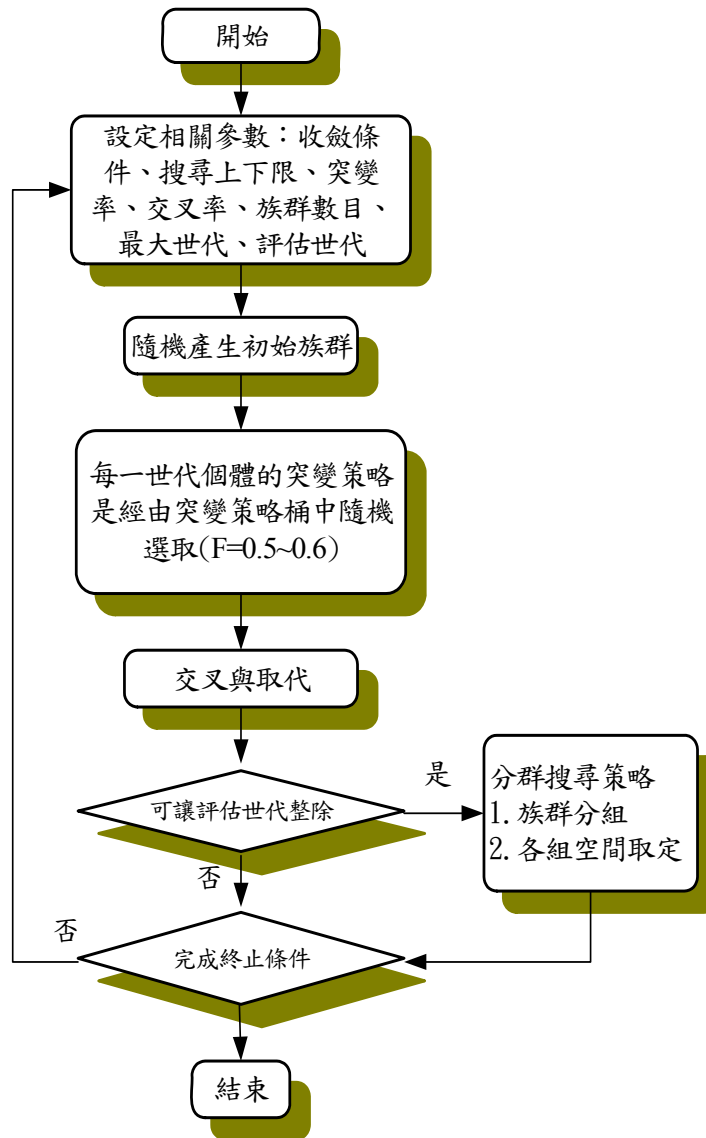 開始
設定相關參數：收斂條
件、搜尋上下限、突變
率、交叉率、族群數目、
最大世代、評估世代
隨機產生初始族群
每一世代個體的突變策略
是經由突變策略桶中隨機
選取(F=0.5~0.6)
交叉與取代
可讓評估世代整除
是
分群搜尋策略
1. 族群分組
2. 各組空間取定
否
否
完成終止條件
結束